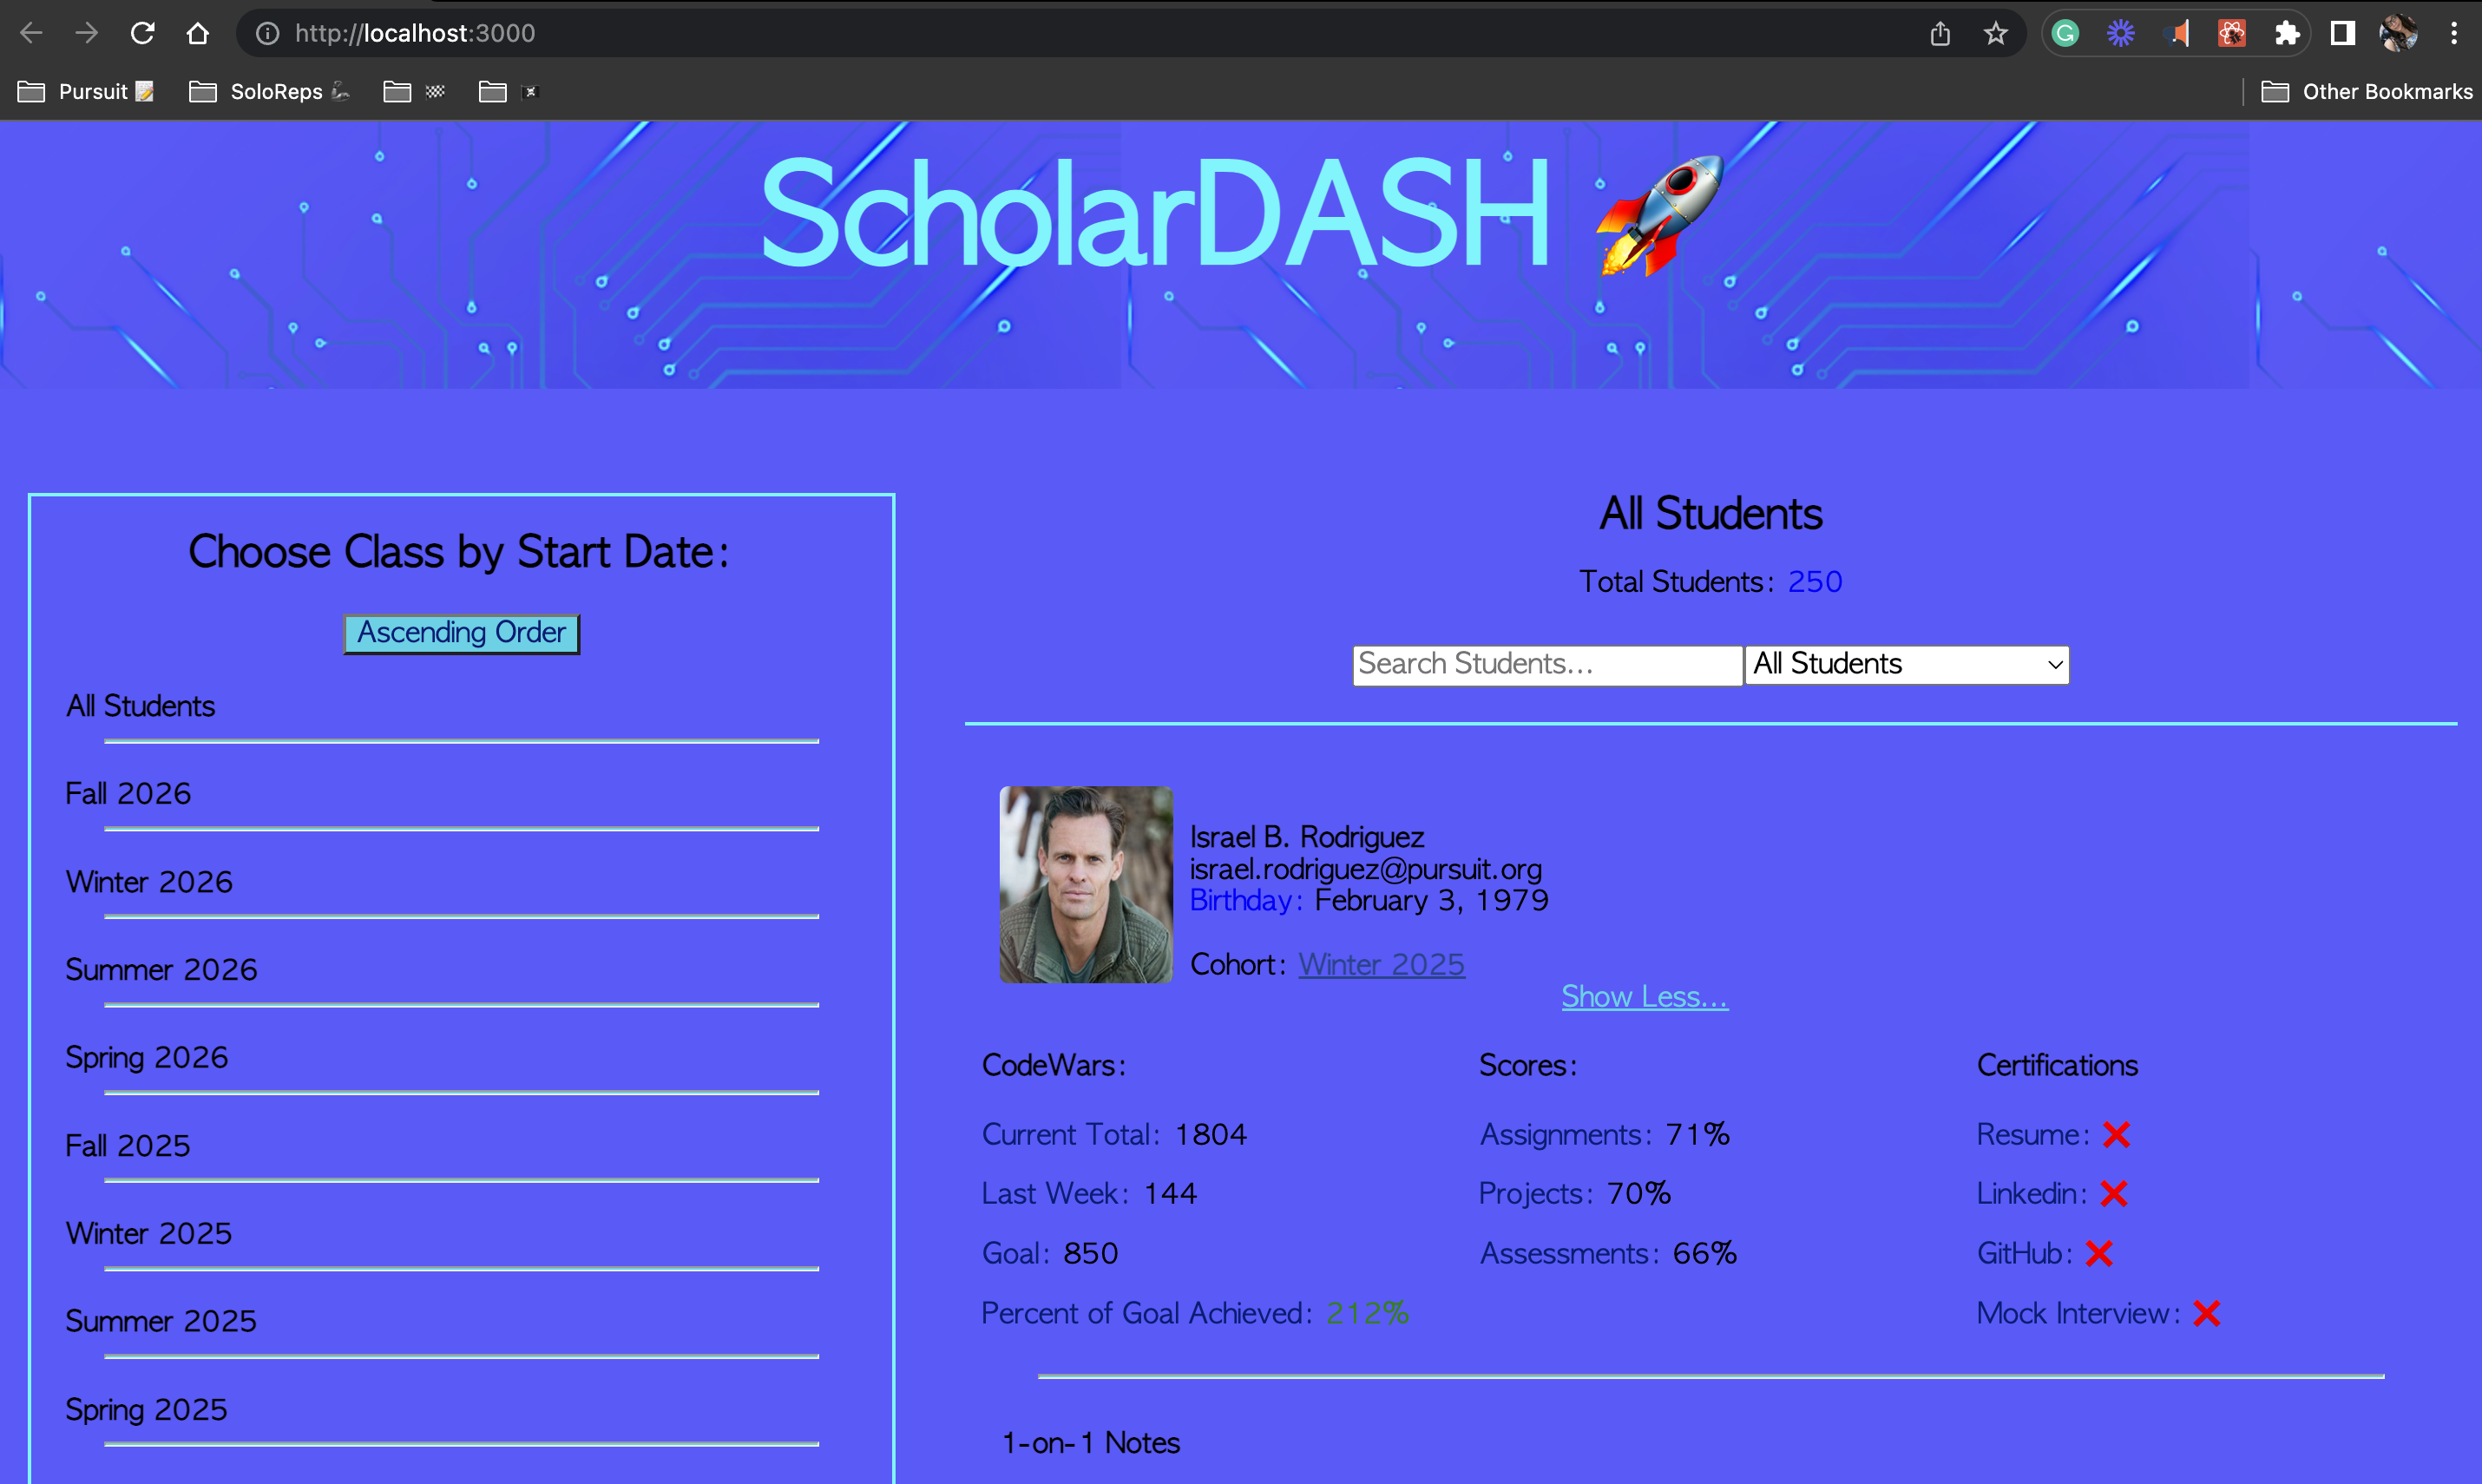 http://localhost:3000
Pursuit
SoloReps
Other Bookmarks
ScholarDASH
Choose Class by Start Date:
Ascending Order
All Students
Fall 2026
Winter 2026
Summer 2026
Spring 2026
Fall 2025
Winter 2025
Summer 2025
Spring 2025
All Students
Total Students: 250
Search Students... All Students
Israel B. Rodriguez
israel.rodriguez@pursuit.org
Birthday: February 3, 1979
Cohort: Winter 2025
Show Less...
CodeWars:
Current Total: 1804
Last Week: 144
Goal: 850
Percent of Goal Achieved: 212%
Scores:
Assignments: 71%
Projects: 70%
Assessments: 66%
Certifications
Resume: ❌
Linkedin: ❌
GitHub: ❌
Mock Interview: ❌
1-on-1 Notes